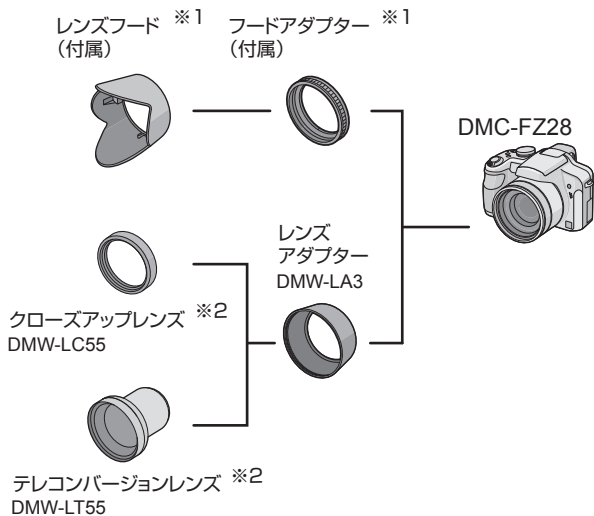 レンズフード ※1
（付属）
フードアダプター ※1
（付属）
DMC-FZ28
レンズ
アダプター
DMW-LA3
クローズアップレンズ ※2
DMW-LC55
テレコンバージョンレンズ ※2
DMW-LT55